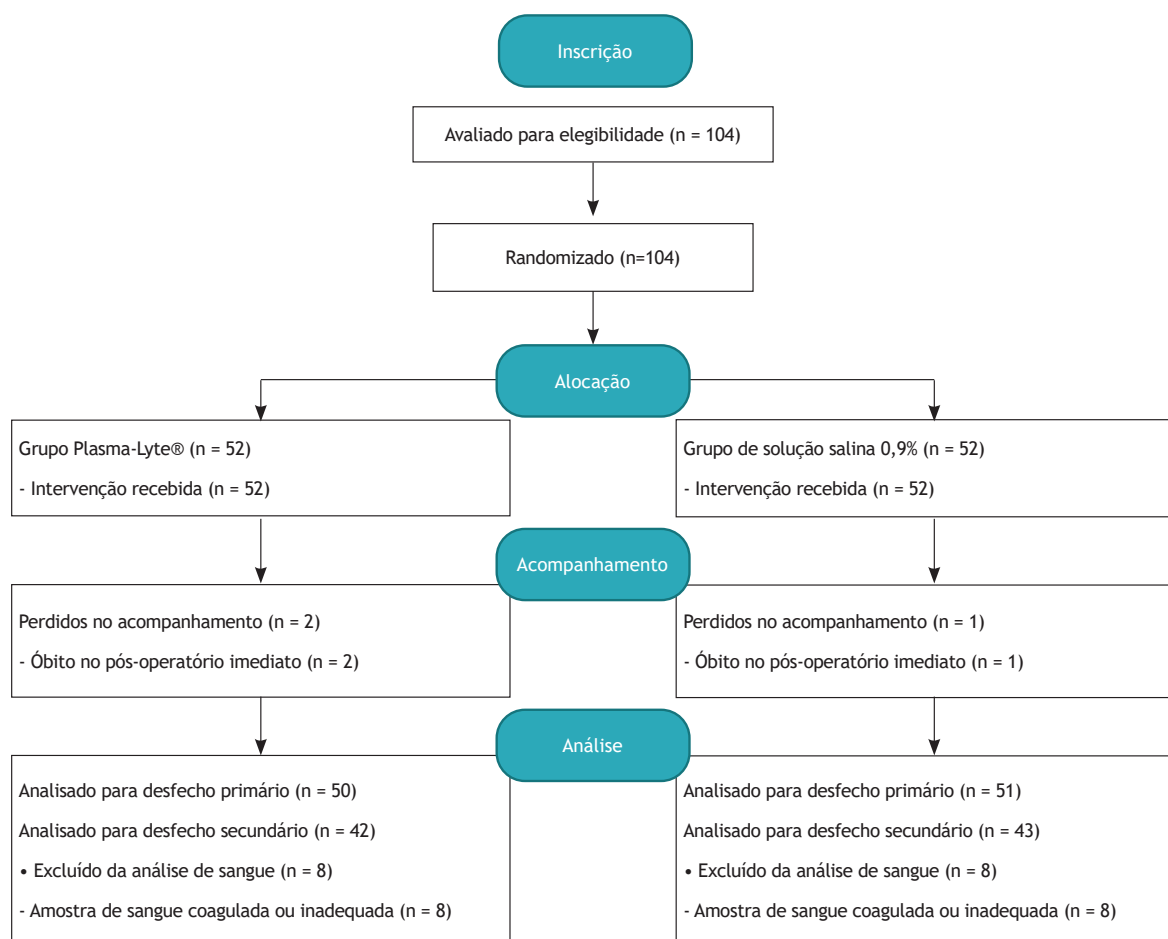 Inscrição
Avaliado para elegibilidade (n = 104)
Randomizado (n=104)
Alocação
Grupo Plasma-Lyte® (n = 52)
- Intervenção recebida (n = 52)
Grupo de solução salina 0,9% (n = 52)
- Intervenção recebida (n = 52)
Acompanhamento
Perdidos no acompanhamento (n = 2)
- Óbito no pós-operatório imediato (n = 2)
Perdidos no acompanhamento (n = 1)
- Óbito no pós-operatório imediato (n = 1)
Análise
Analisado para desfecho primário (n = 50)
Analisado para desfecho secundário (n = 42)
• Excluído da análise de sangue (n = 8)
- Amostra de sangue coagulada ou inadequada (n = 8)
Analisado para desfecho primário (n = 51)
Analisado para desfecho secundário (n = 43)
• Excluído da análise de sangue (n = 8)
- Amostra de sangue coagulada ou inadequada (n = 8)